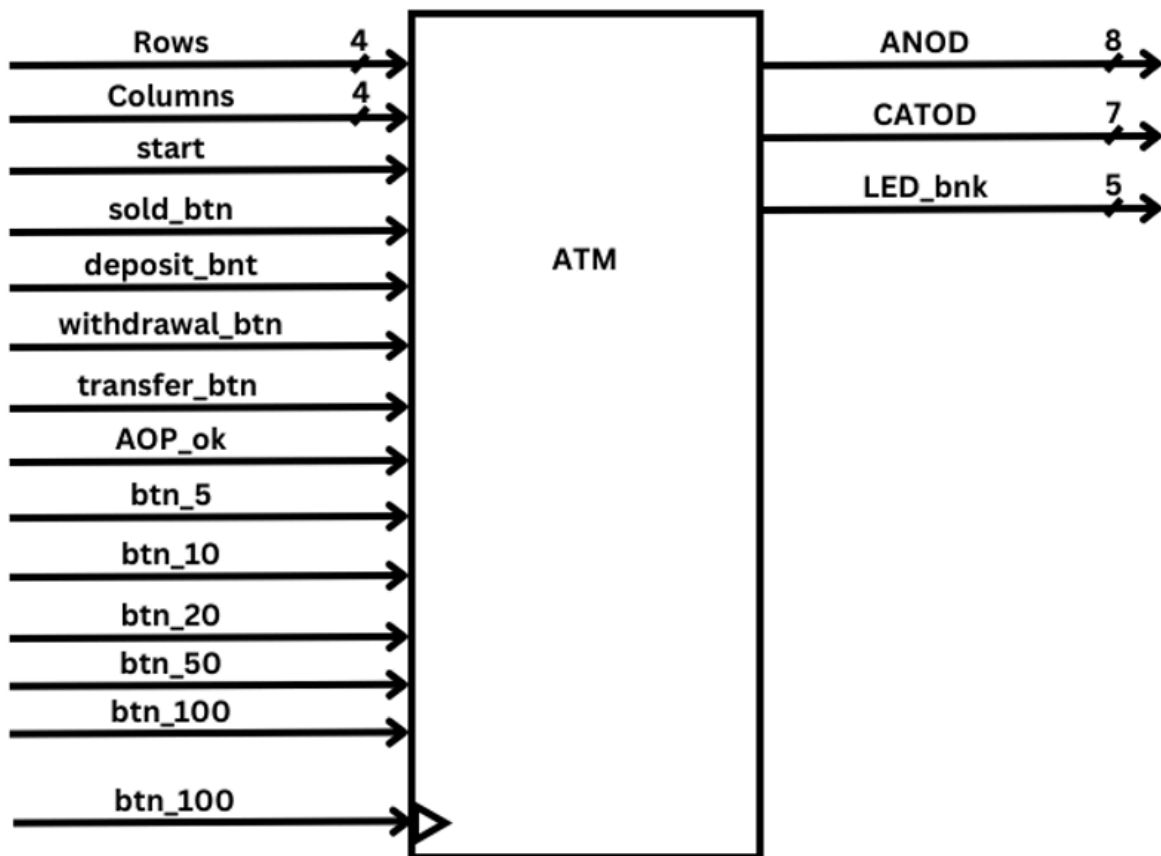 Rows 4
Columns 4
start
sold_btn
deposit_bnt
withdrawal_btn
transfer_btn
AOP_ok
btn_5
btn_10
btn_20
btn_50
btn_100
btn_100
ATM
ANOD 8
CATOD 7
LED_bnk 5